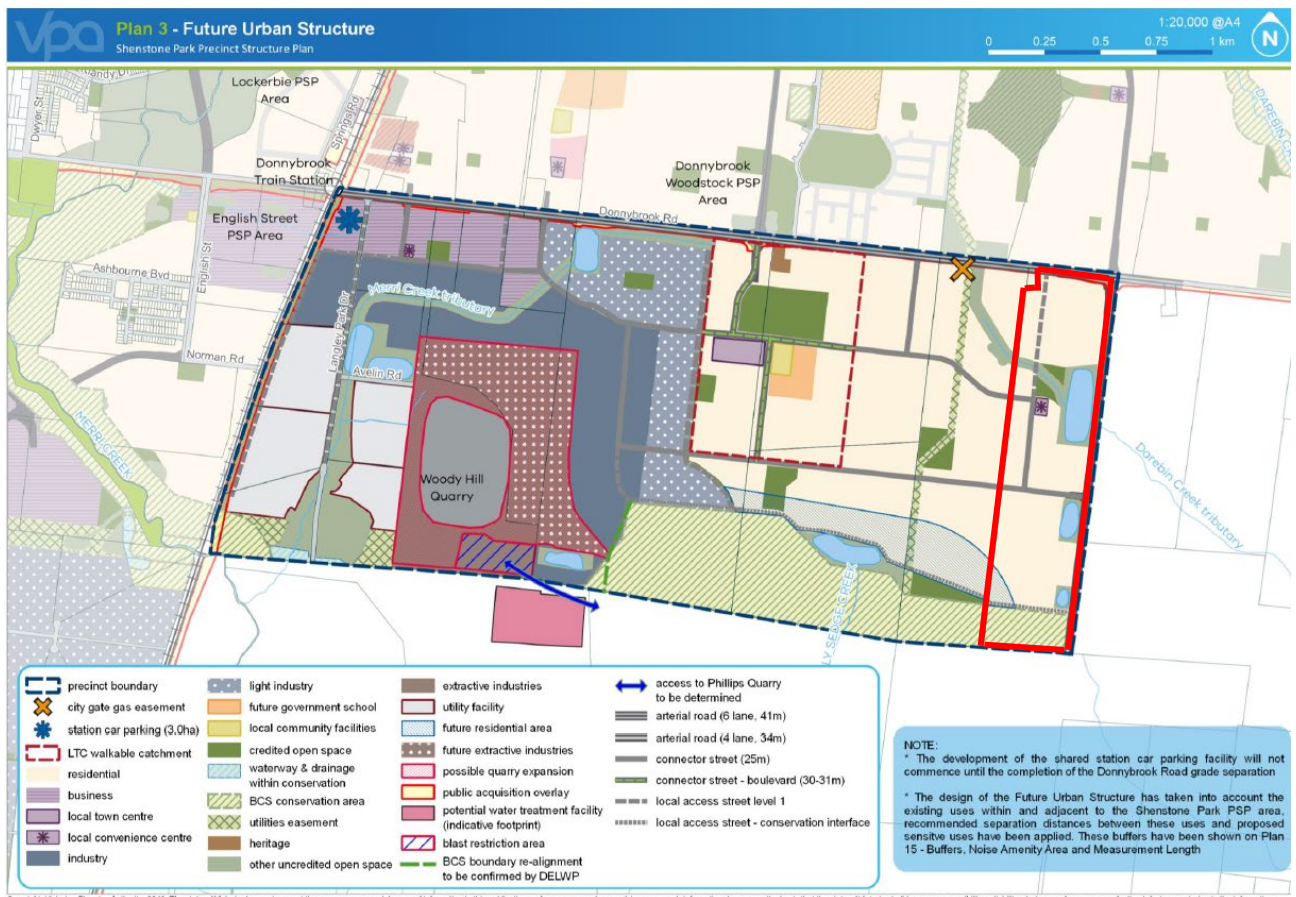 vpa
Plan 3 - Future Urban Structure
Shenstone Park Precinct Structure Plan
1:20,000 @A4
0 0.25 0.5 0.75 1 km
N
Dwyer St
Lockerbie PSP
Area
Springs Rd
Donnybrook
Train Station
Donnybrook
Woodstock PSP
Area
Donnybrook Rd
English Street
PSP Area
English St
Ashbourne Bvd
Norman Rd
Merri Creek tributary
Langley Park Dr
Avelin Rd
MERRI CREEK
Woody Hill
Quarry
Darebin Creek
tributary
LY SEDGE CREEK
precinct boundary
city gate gas easement
station car parking (3.0ha)
LTC walkable catchment
residential
business
local town centre
local convenience centre
industry
light industry
future government school
local community facilities
credited open space
waterway & drainage
within conservation
BCS conservation area
utilities easement
heritage
other uncredited open space
extractive industries
utility facility
future residential area
future extractive industries
possible quarry expansion
public acquisition overlay
potential water treatment facility
(indicative footprint)
blast restriction area
BCS boundary re-alignment
to be confirmed by DELWP
access to Phillips Quarry
to be determined
arterial road (6 lane, 41m)
arterial road (4 lane, 34m)
connector street (25m)
connector street - boulevard (30-31m)
local access street level 1
local access street - conservation interface
NOTE:
* The development of the shared station car parking facility will not
commence until the completion of the Donnybrook Road grade separation
* The design of the Future Urban Structure has taken into account the
existing uses within and adjacent to the Shenstone Park PSP area,
recommended separation distances between these uses and proposed
sensitve uses have been applied. These buffers have been shown on Plan
15 - Buffers, Noise Amenity Area and Measurement Length